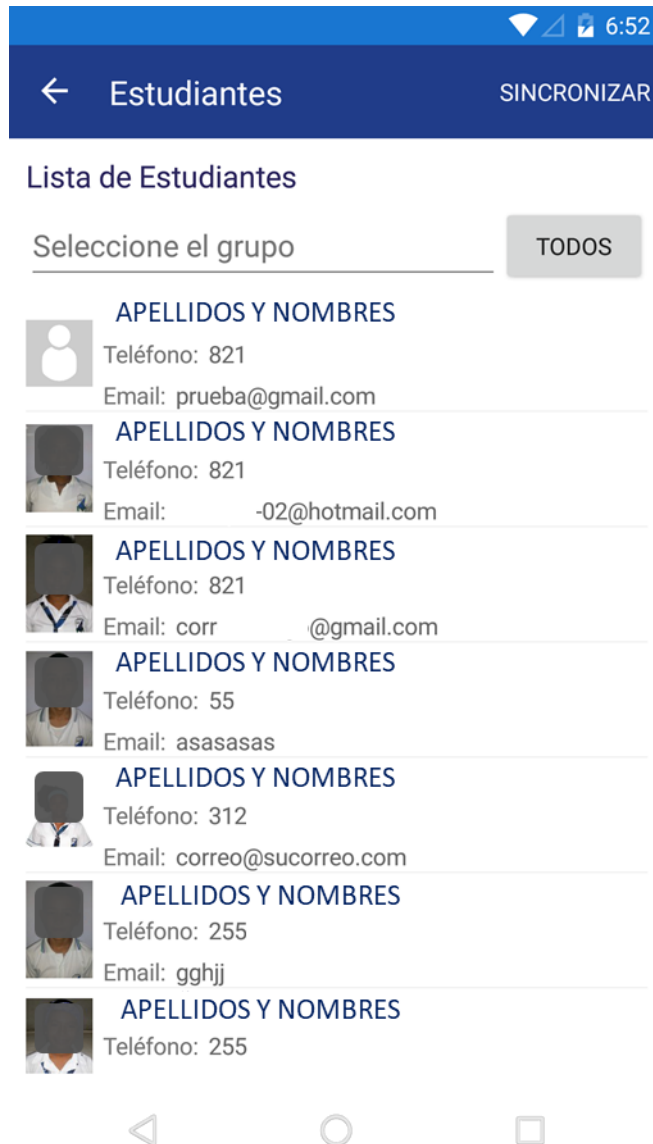 6:52
Estudiantes SINCRONIZAR
Lista de Estudiantes
Seleccione el grupo TODOS
APELLIDOS Y NOMBRES
Teléfono: 821
Email: prueba@gmail.com
APELLIDOS Y NOMBRES
Teléfono: 821
Email: -02@hotmail.com
APELLIDOS Y NOMBRES
Teléfono: 821
Email: corr @gmail.com
APELLIDOS Y NOMBRES
Teléfono: 55
Email: asasasas
APELLIDOS Y NOMBRES
Teléfono: 312
Email: correo@sucorreo.com
APELLIDOS Y NOMBRES
Teléfono: 255
Email: gghjj
APELLIDOS Y NOMBRES
Teléfono: 255